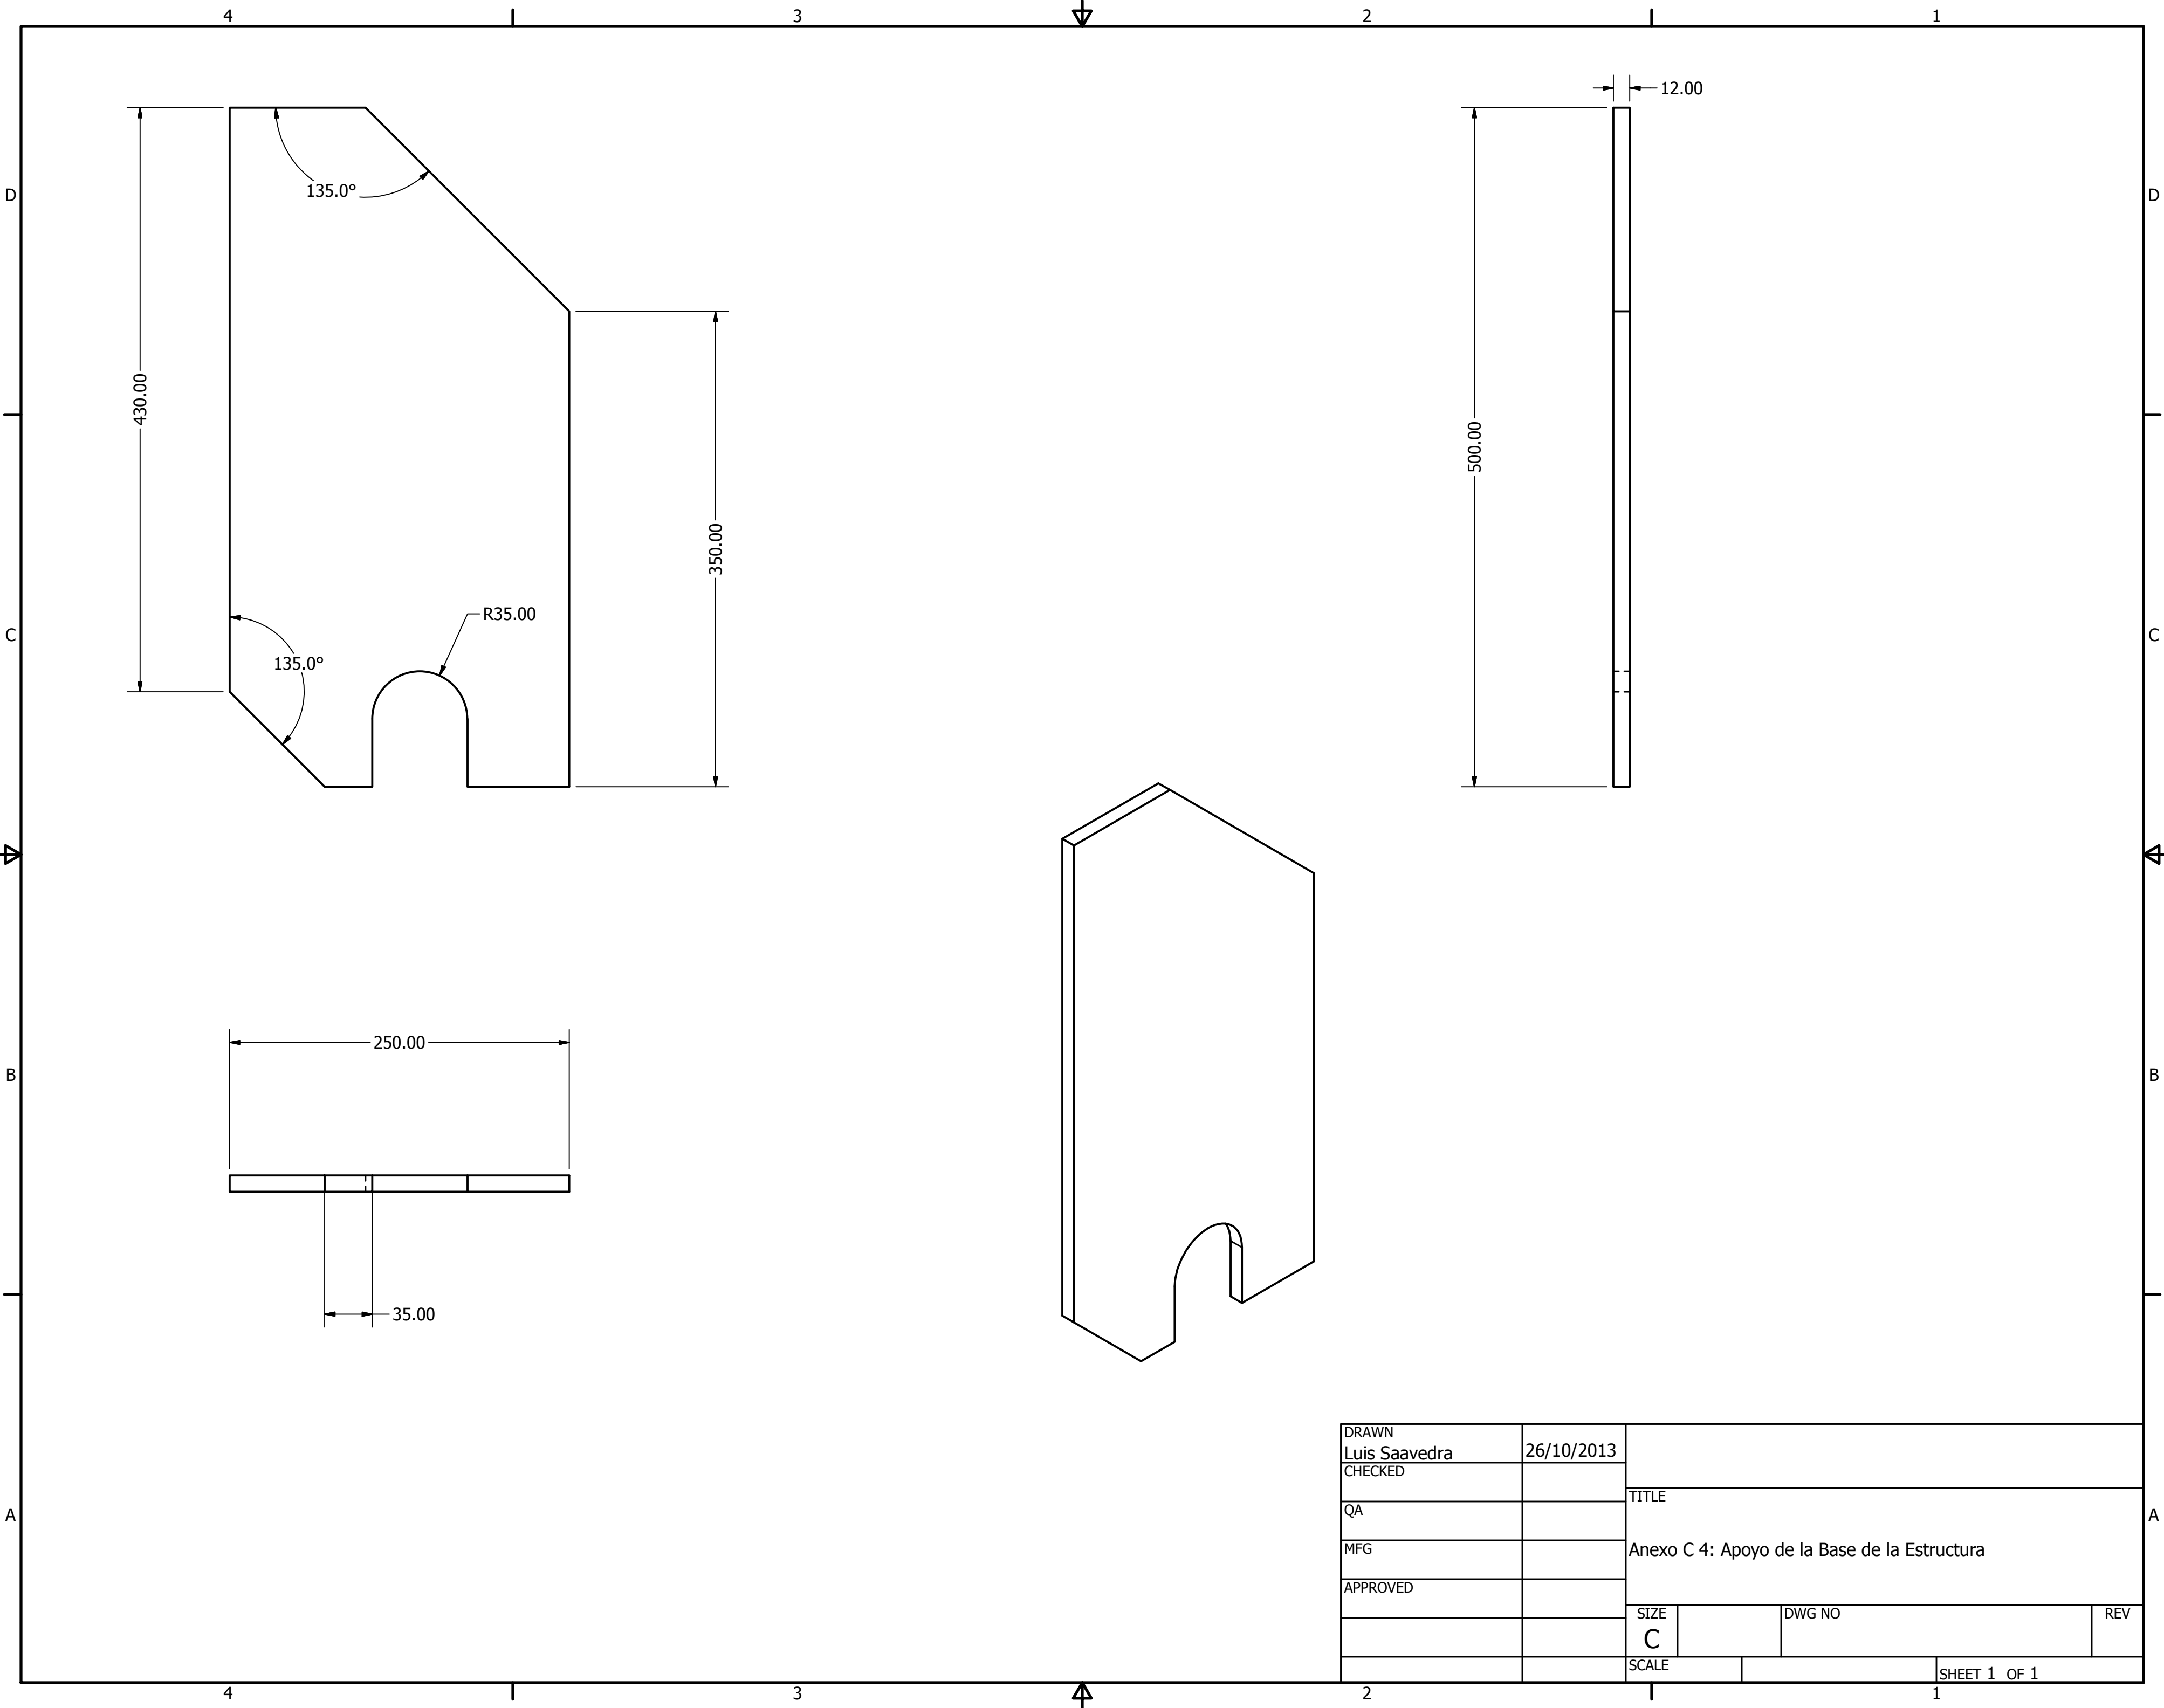 4 3 2 1
12.00
D D
135.0°
430.00
500.00
350.00
R35.00
C C
135.0°
250.00
B B
35.00
DRAWN
Luis Saavedra 26/10/2013
CHECKED
TITLE
QA
A A
MFG
Anexo C 4: Apoyo de la Base de la Estructura
APPROVED
SIZE DWG NO REV
C
SCALE
SHEET 1 OF 1
4 3 2 1